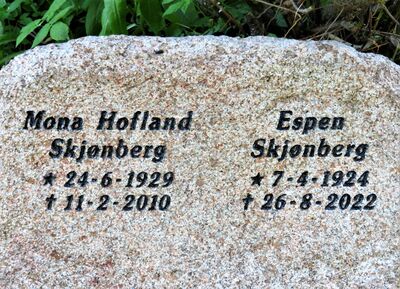 Mona Hofland
Skjønberg
★ 24-6-1929
† 11-2-2010
Espen
Skjønberg
★ 7-4-1924
† 26-8-2022